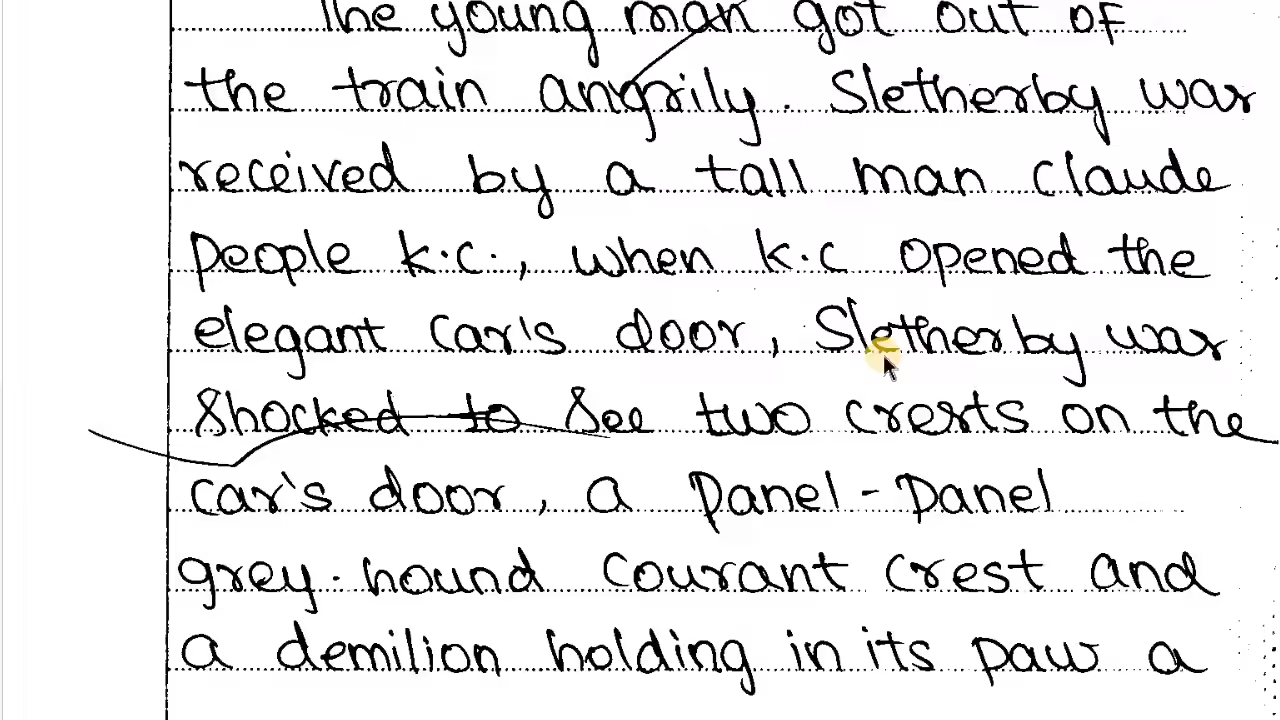 The young man got out of
the train angrily. Sletherby was
received by a tall man Claude
People k.c., when k.c opened the
elegant car's door, Sletherby was
shocked to see two crests on the
car's door, a panel-panel
grey.hound courant crest and
a demilion holding in its paw a